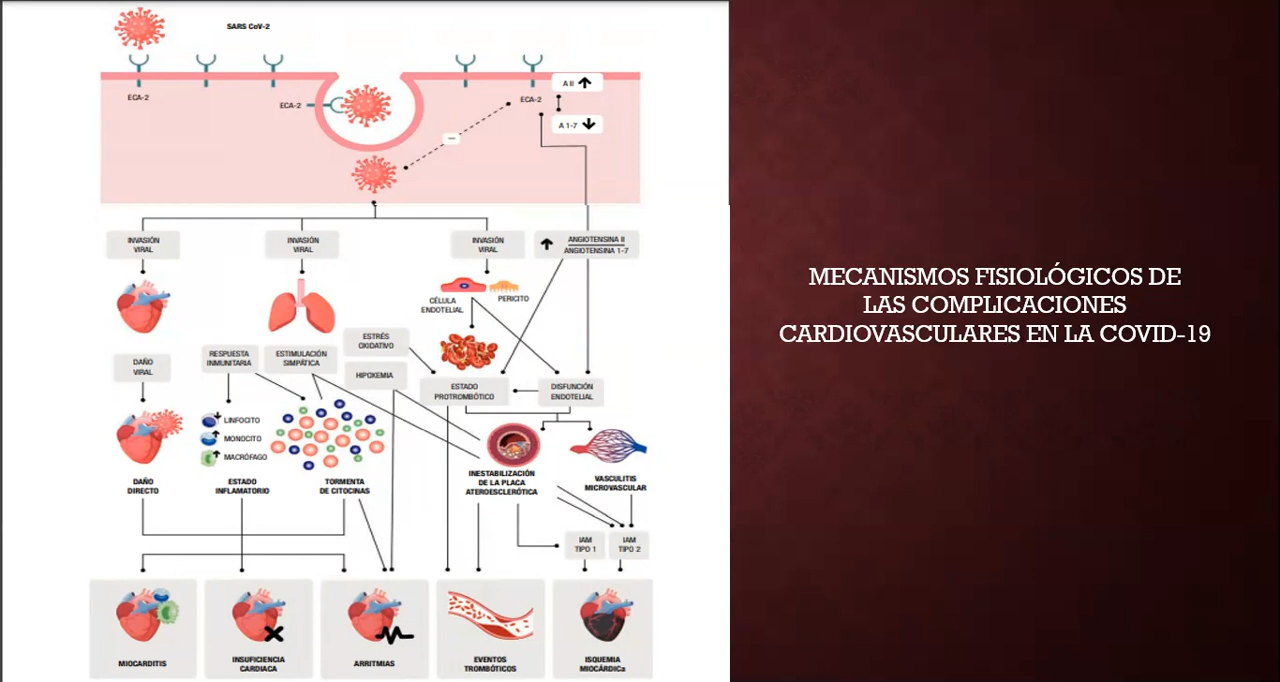 SARS CoV-2
ECA-2
ECA-2
ECA-2
A II
A 1-7
INVASIÓN
VIRAL
INVASIÓN
VIRAL
INVASIÓN
VIRAL
ANGIOTENSINA II
ANGIOTENSINA 1-7
CÉLULA
ENDOTELIAL
PERICITO
DAÑO
VIRAL
RESPUESTA
INMUNITARIA
ESTIMULACIÓN
SIMPÁTICA
ESTRÉS
OXIDATIVO
HIPOXEMIA
ESTADO
PROTROMBÓTICO
DISFUNCIÓN
ENDOTELIAL
LINFOCITO
MONOCITO
MACRÓFAGO
DAÑO
DIRECTO
ESTADO
INFLAMATORIO
TORMENTA
DE CITOCINAS
INESTABILIZACIÓN
DE LA PLACA
ATEROESCLERÓTICA
VASCULITIS
MICROVASCULAR
IAM
TIPO 1
IAM
TIPO 2
MIOCARDITIS
INSUFICIENCIA
CARDIACA
ARRITMIAS
EVENTOS
TROMBÓTICOS
ISQUEMIA
MIOCÁRDICa
MECANISMOS FISIOLÓGICOS DE
LAS COMPLICACIONES
CARDIOVASCULARES EN LA COVID-19